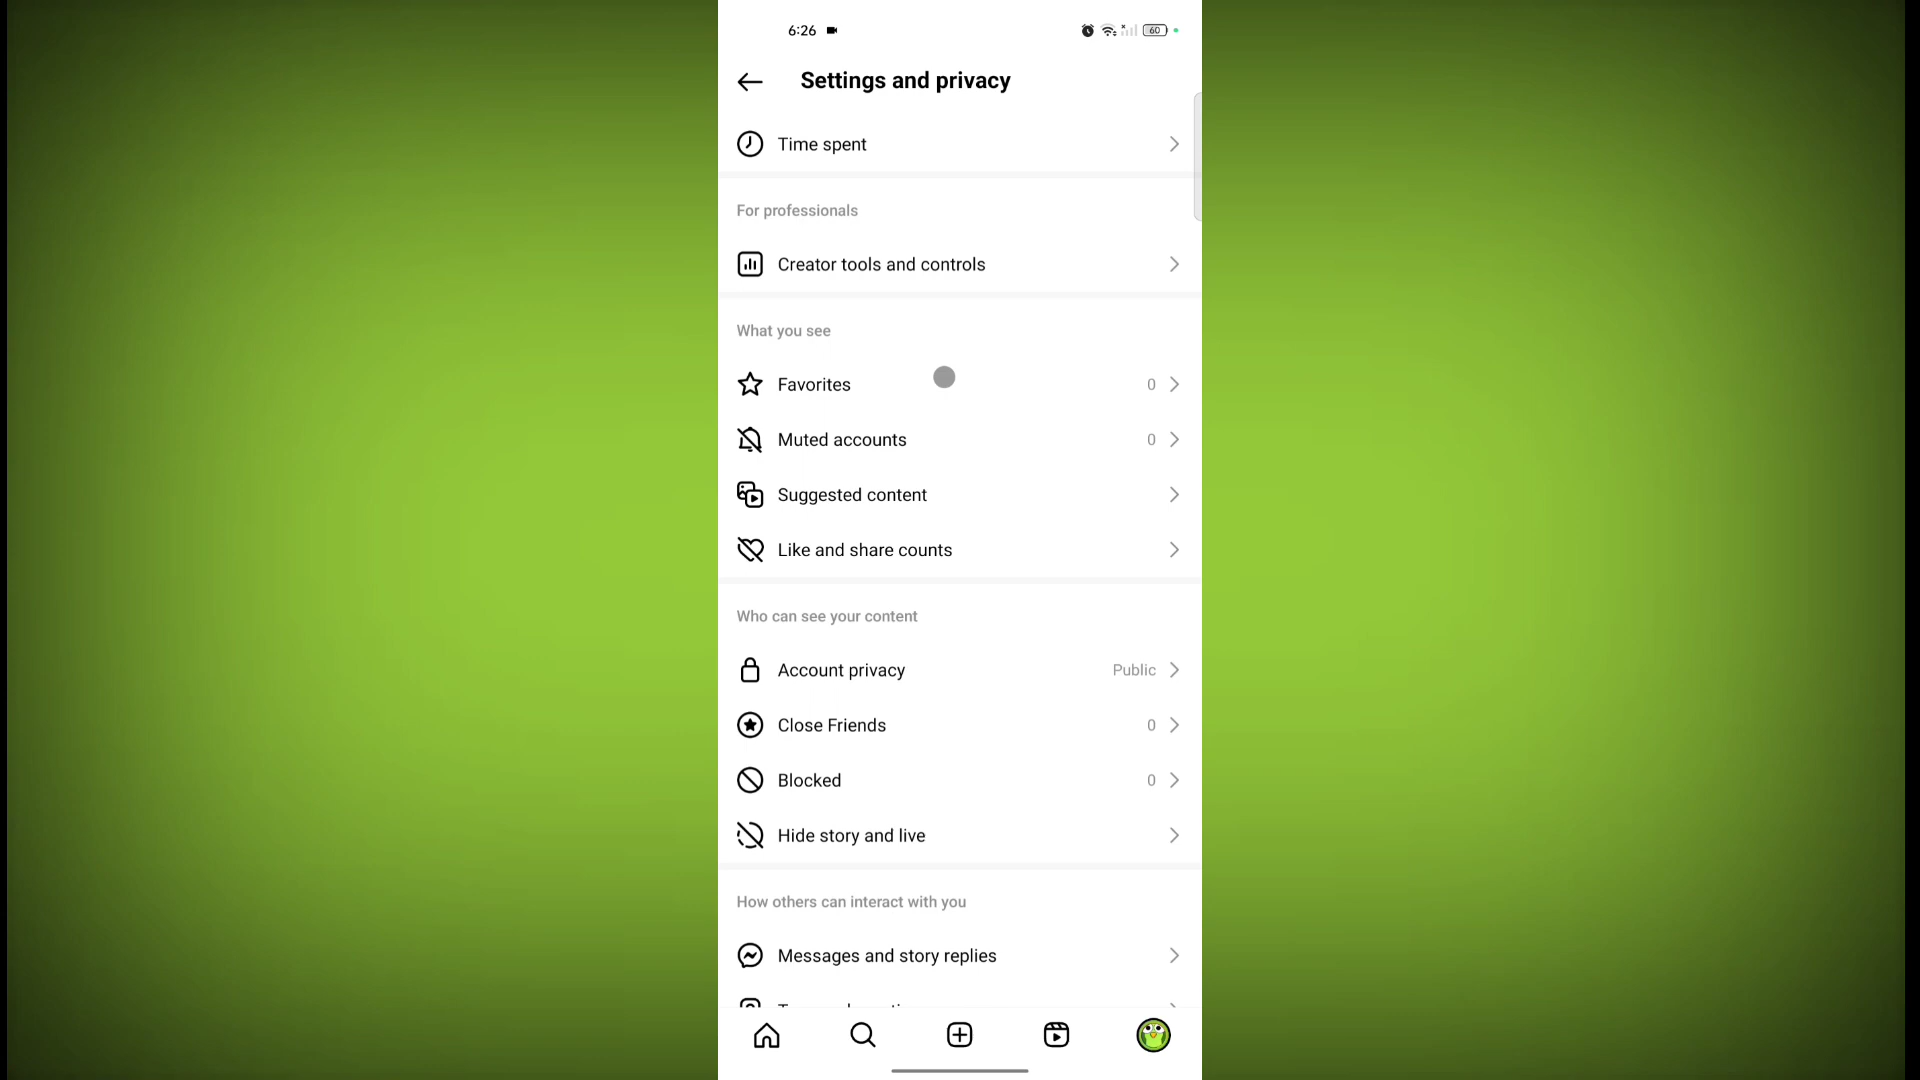 6:26
60
Settings and privacy
Time spent
For professionals
Creator tools and controls
What you see
Favorites 0
Muted accounts 0
Suggested content
Like and share counts
Who can see your content
Account privacy Public
Close Friends 0
Blocked 0
Hide story and live
How others can interact with you
Messages and story replies